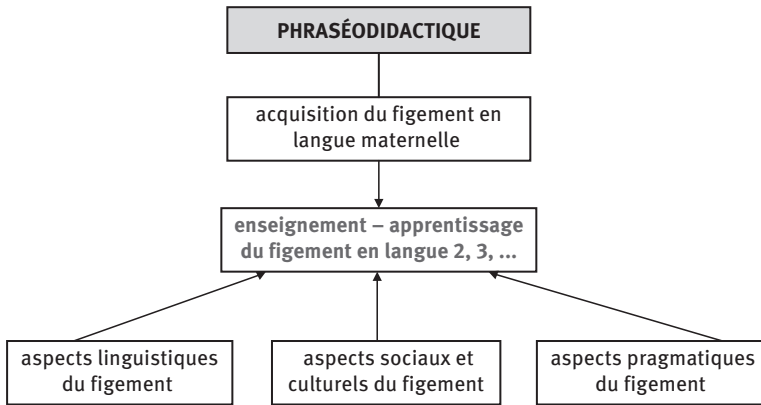 PHRASÉODIDACTIQUE
acquisition du figement en
langue maternelle
enseignement – apprentissage
du figement en langue 2, 3, ...
aspects linguistiques
du figement
aspects sociaux et
culturels du figement
aspects pragmatiques
du figement